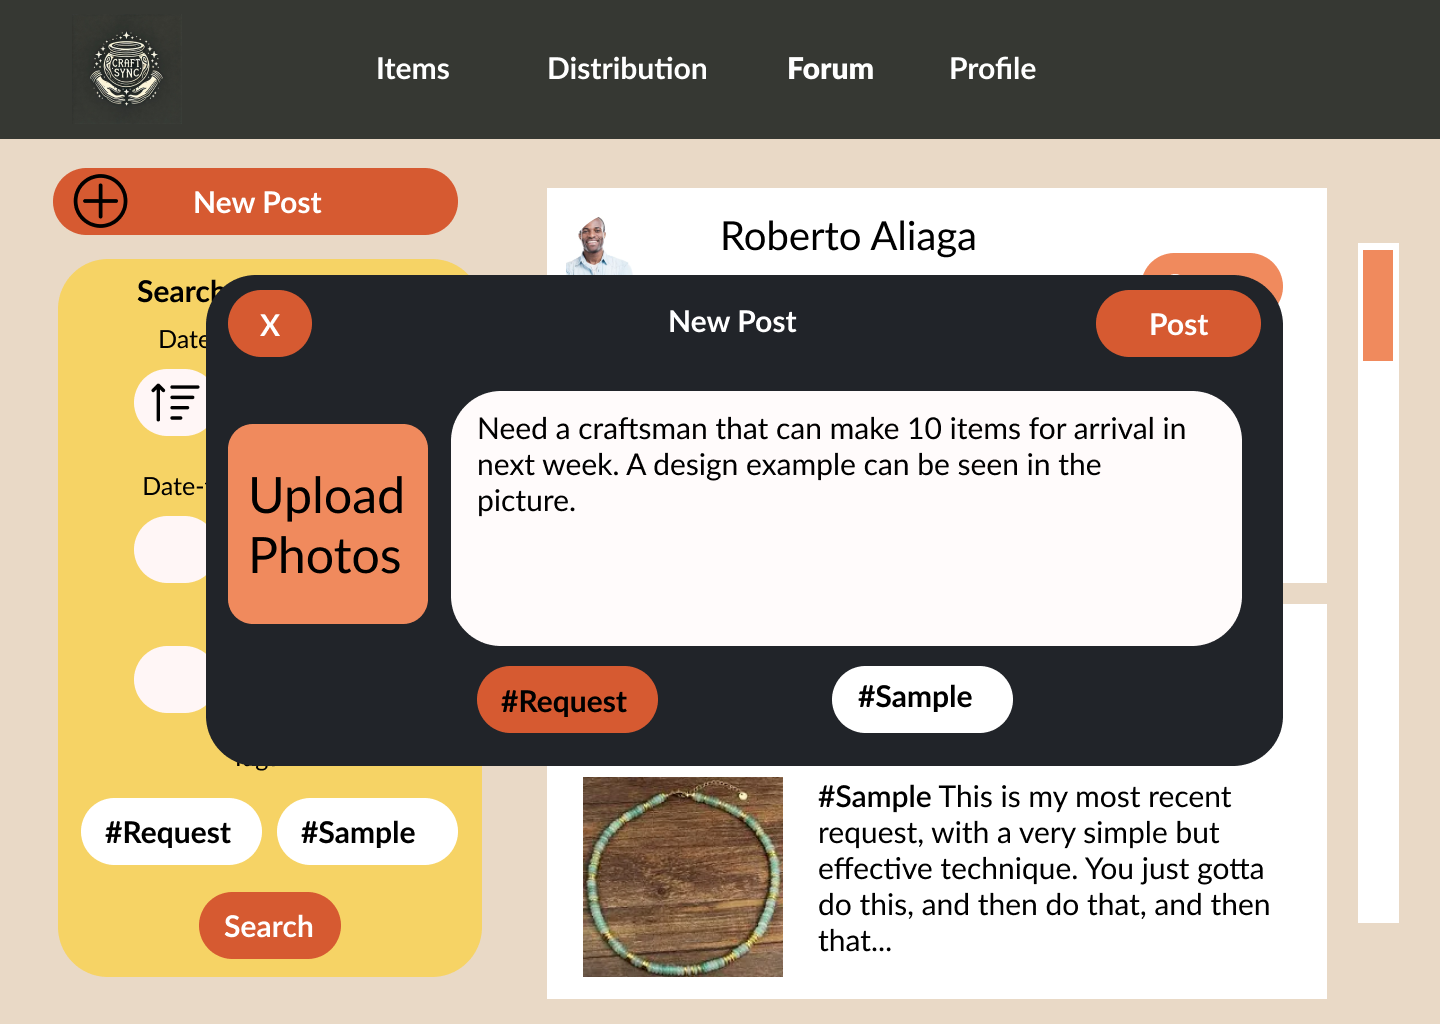 CRAFT
SYNC
Items
Distribution
Forum
Profile
New Post
Roberto Aliaga
Search
Date
X
New Post
Post
Need a craftsman that can make 10 items for arrival in
next week. A design example can be seen in the
picture.
Upload
Photos
Date-
#Request
#Sample
#Request
#Sample
Search
#Sample This is my most recent
request, with a very simple but
effective technique. You just gotta
do this, and then do that, and then
that...